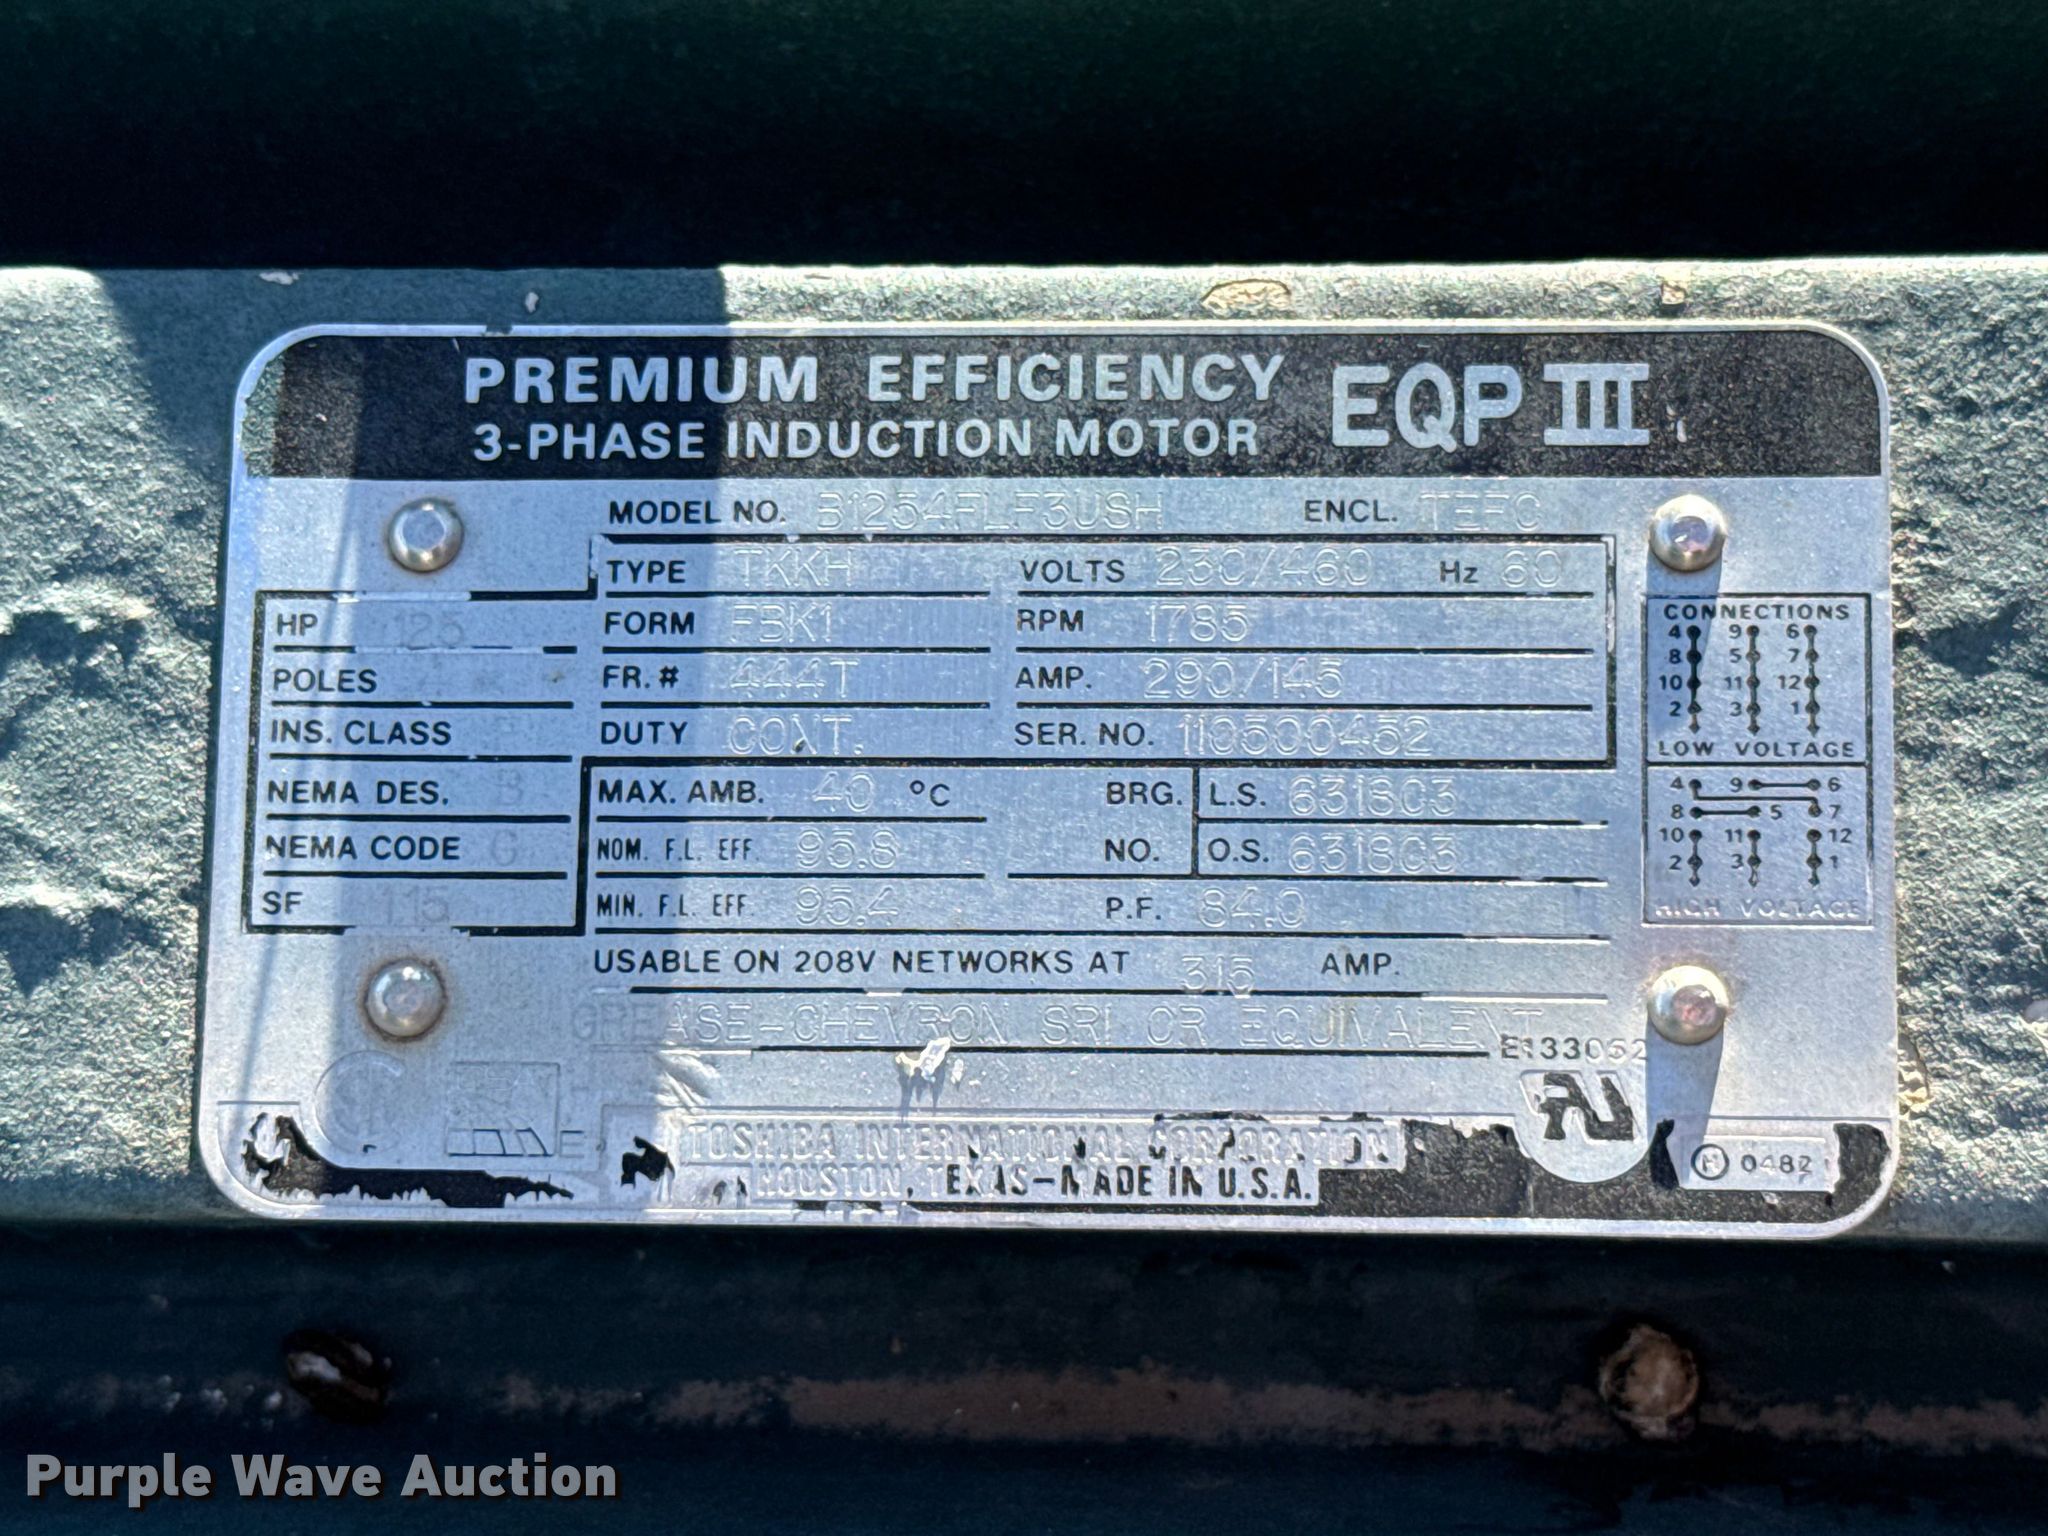 PREMIUM EFFICIENCY EQP III
3-PHASE INDUCTION MOTOR
MODEL NO. B1254FLF3USH ENCL. TEFC
TYPE TKKH VOLTS 230/460 Hz 60
HP 125 FORM FBK1 RPM 1785
POLES FR. # 444T AMP. 290/145
INS. CLASS F DUTY CONT. SER. NO. 110500452
NEMA DES. B MAX. AMB. 40 °C BRG. L.S. 6318C3
NEMA CODE G NOM. F.L. EFF. 95.8 NO. O.S. 6318C3
SF 1.15 MIN. F.L. EFF. 95.4 P.F. 84.0
USABLE ON 208V NETWORKS AT 315 AMP.
GREASE-CHEVRON SRI OR EQUIVALENT
E133052
TOSHIBA INTERNATIONAL CORPORATION
HOUSTON, TEXAS-MADE IN U.S.A.
H 0482
CONNECTIONS
4 9 6
8 5 7
10 11 12
2 3 1
LOW VOLTAGE
4 9 6
8 5 7
10 11 12
2 3 1
HIGH VOLTAGE
Purple Wave Auction